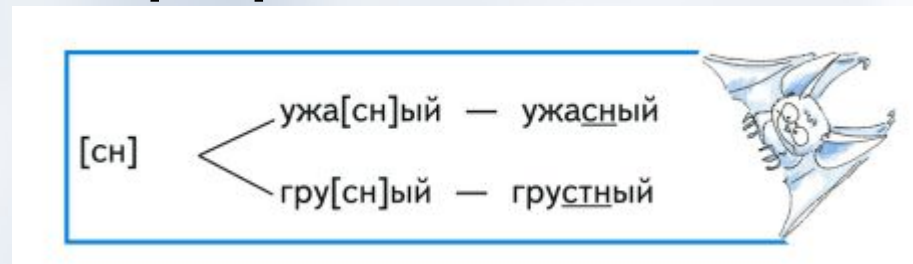 ужа[сн]ый — ужасный
[сн]
гру[сн]ый — грустный